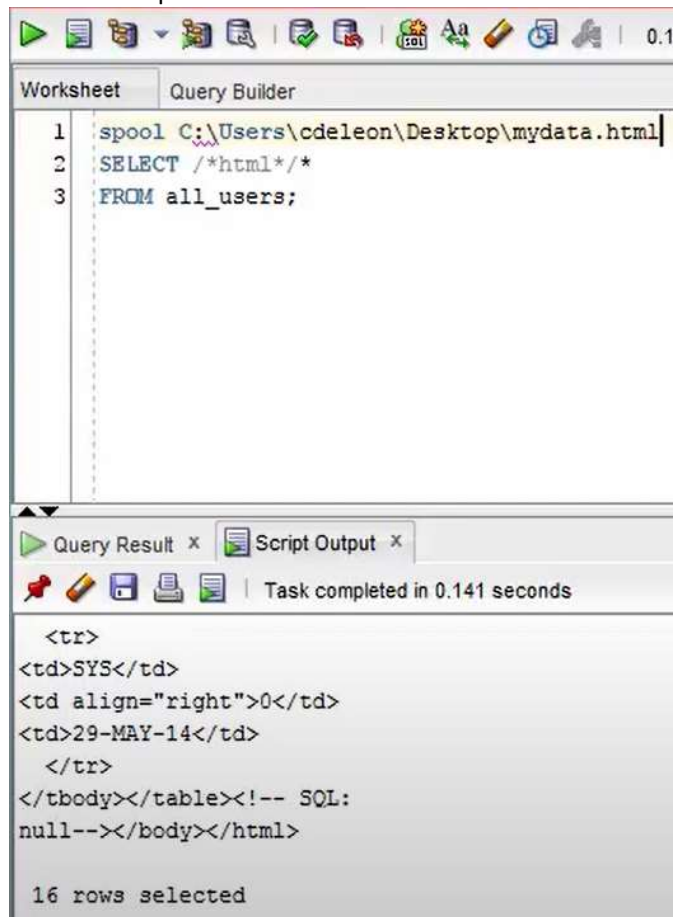 0.1
Worksheet Query Builder
1 spool C:\Users\cdeleon\Desktop\mydata.html
2 SELECT /*html*/*
3 FROM all_users;
Query Result x Script Output x
Task completed in 0.141 seconds
<tr>
<td>SYS</td>
<td align="right">0</td>
<td>29-MAY-14</td>
</tr>
</tbody></table><!-- SQL:
null--></body></html>
16 rows selected